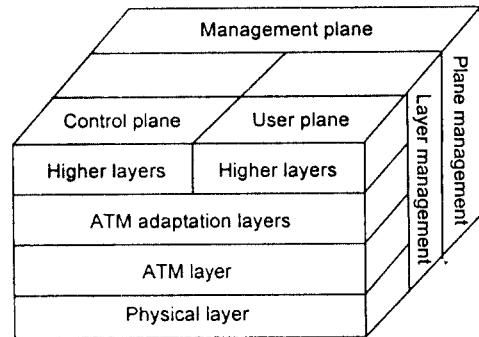 Management plane
Control plane
User plane
Higher layers
Higher layers
ATM adaptation layers
ATM layer
Physical layer
Layer management
Plane management